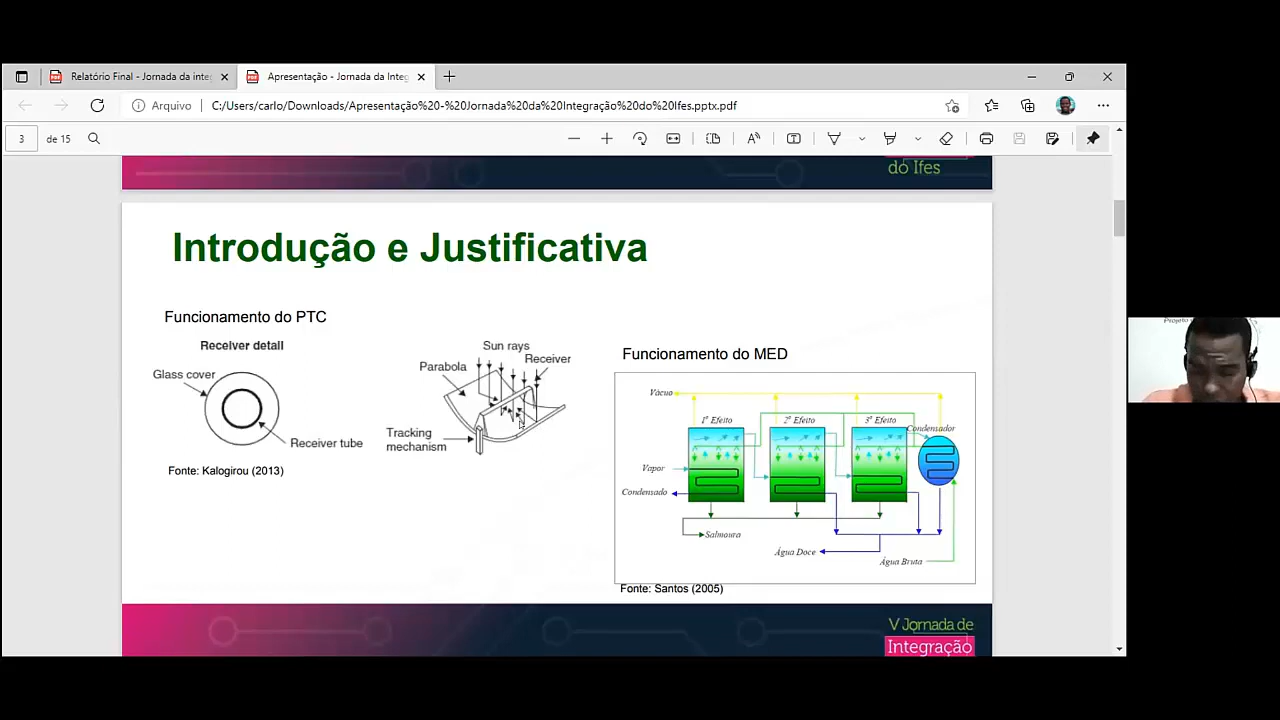 Relatório Final - Jornada da integ
Apresentação - Jornada da Integ
Arquivo
C:/Users/carlo/Downloads/Apresentação%20-%20Jornada%20da%20Integração%20do%20Ifes.pptx.pdf
3
de 15
do Ifes
Introdução e Justificativa
Funcionamento do PTC
Receiver detail
Glass cover
Receiver tube
Fonte: Kalogirou (2013)
Sun rays
Receiver
Parabola
Tracking
mechanism
Funcionamento do MED
Vácuo
1º Efeito
2º Efeito
3º Efeito
Condensador
Vapor
Condensado
Salmoura
Água Doce
Água Bruta
Fonte: Santos (2005)
V Jornada de
Integração
Projeto